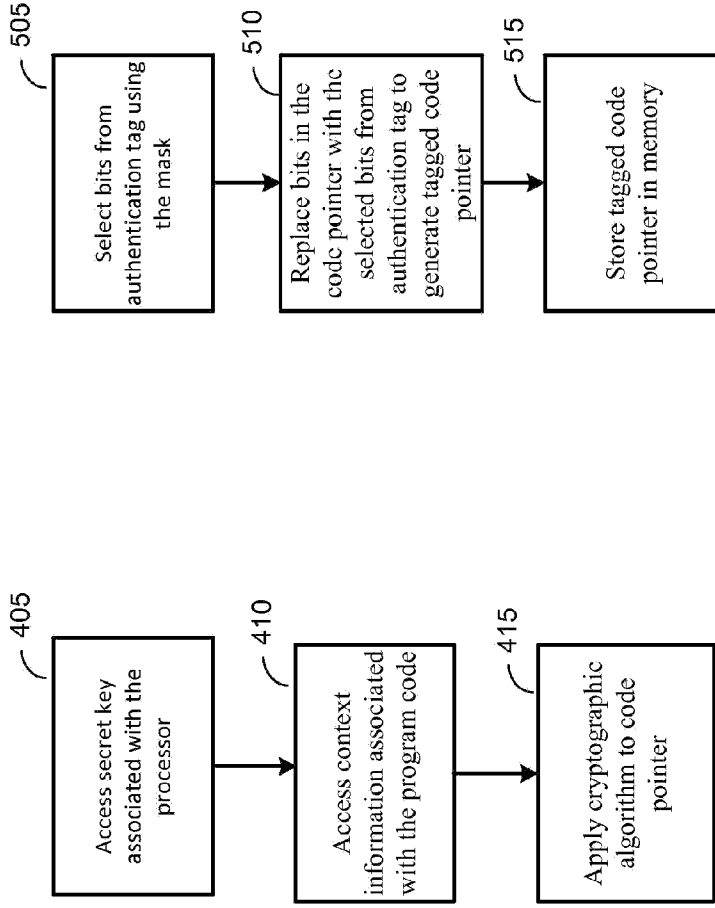 405
Access secret key
associated with the
processor
410
Access context
information associated
with the program code
415
Apply cryptographic
algorithm to code
pointer
505
Select bits from
authentication tag using
the mask
510
Replace bits in the
code pointer with the
selected bits from
authentication tag to
generate tagged code
pointer
515
Store tagged code
pointer in memory